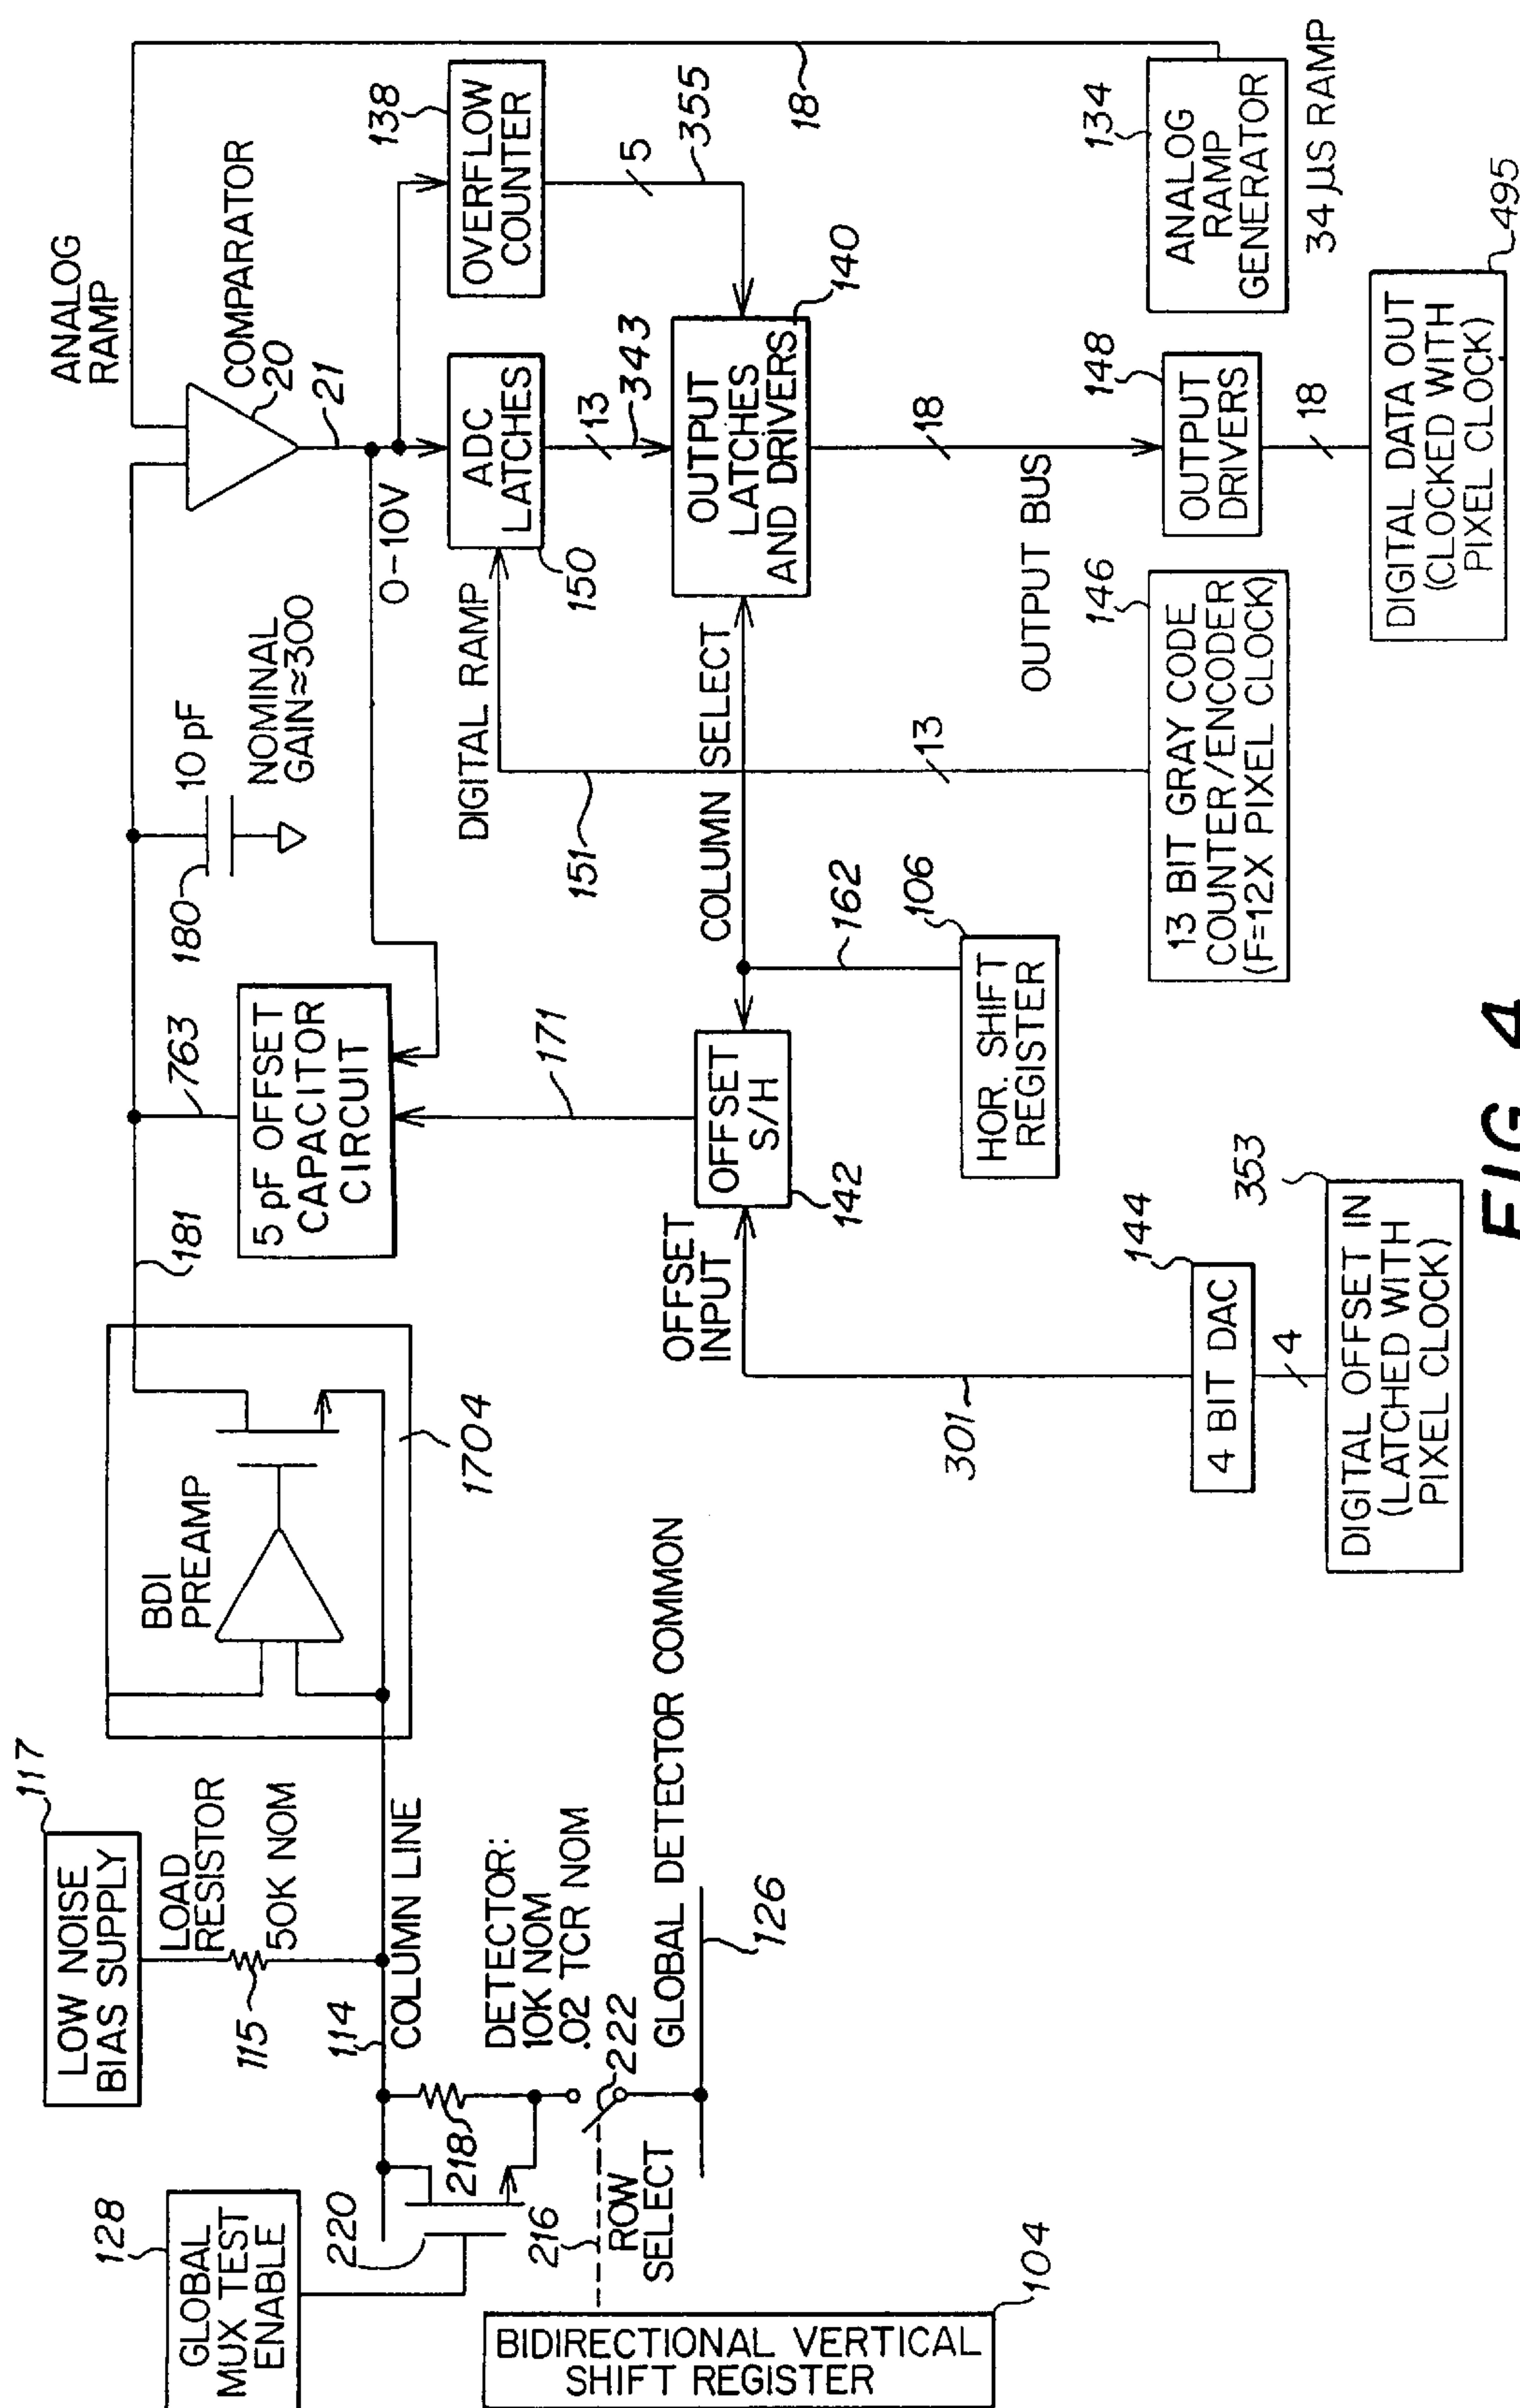 128
GLOBAL
MUX TEST
ENABLE
117
LOW NOISE
BIAS SUPPLY
LOAD
RESISTOR
50K NOM
115
114
COLUMN LINE
220
218
216
DETECTOR:
10K NOM
.02 TCR NOM
222
ROW
SELECT
GLOBAL DETECTOR COMMON
126
104
BIDIRECTIONAL VERTICAL
SHIFT REGISTER
BDI
PREAMP
1704
181
763
5 pF OFFSET
CAPACITOR
CIRCUIT
180
10 pF
NOMINAL
GAIN≈300
ANALOG
RAMP
COMPARATOR
20
21
0-10V
138
OVERFLOW
COUNTER
5
355
18
DIGITAL RAMP
ADC
LATCHES
150
13
343
171
151
COLUMN SELECT
OUTPUT
LATCHES
AND DRIVERS
140
OFFSET
INPUT
OFFSET
S/H
142
162
106
HOR. SHIFT
REGISTER
13
18
OUTPUT BUS
301
144
4 BIT DAC
4
353
DIGITAL OFFSET IN
(LATCHED WITH
PIXEL CLOCK)
146
13 BIT GRAY CODE
COUNTER/ENCODER
(F=12X PIXEL CLOCK)
148
OUTPUT
DRIVERS
18
134
ANALOG
RAMP
GENERATOR
34 µS RAMP
DIGITAL DATA OUT
(CLOCKED WITH
PIXEL CLOCK)
495
FIG 4